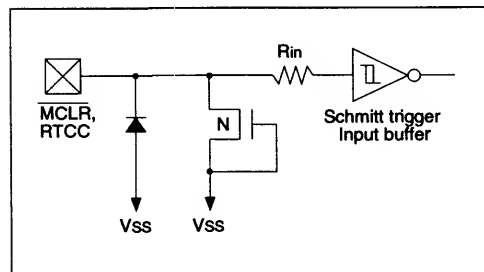 Rin
MCLR,
RTCC
N
Schmitt trigger
Input buffer
Vss
Vss